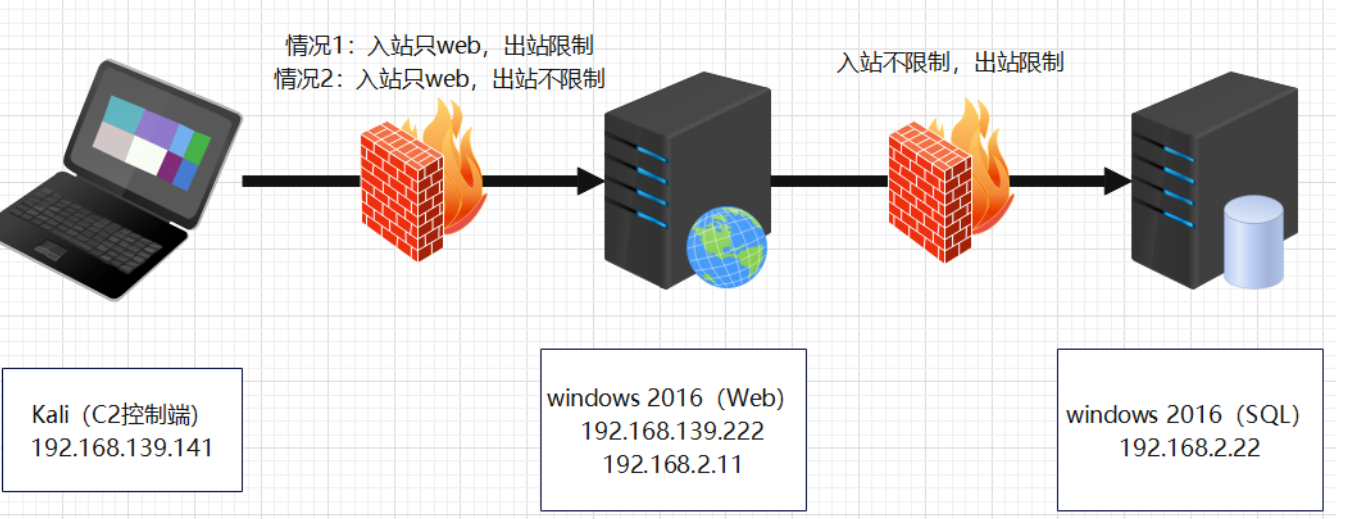 情况1：入站只web，出站限制
情况2：入站只web，出站不限制
入站不限制，出站限制
Kali（C2控制端）
192.168.139.141
windows 2016（Web）
192.168.139.222
192.168.2.11
windows 2016（SQL）
192.168.2.22